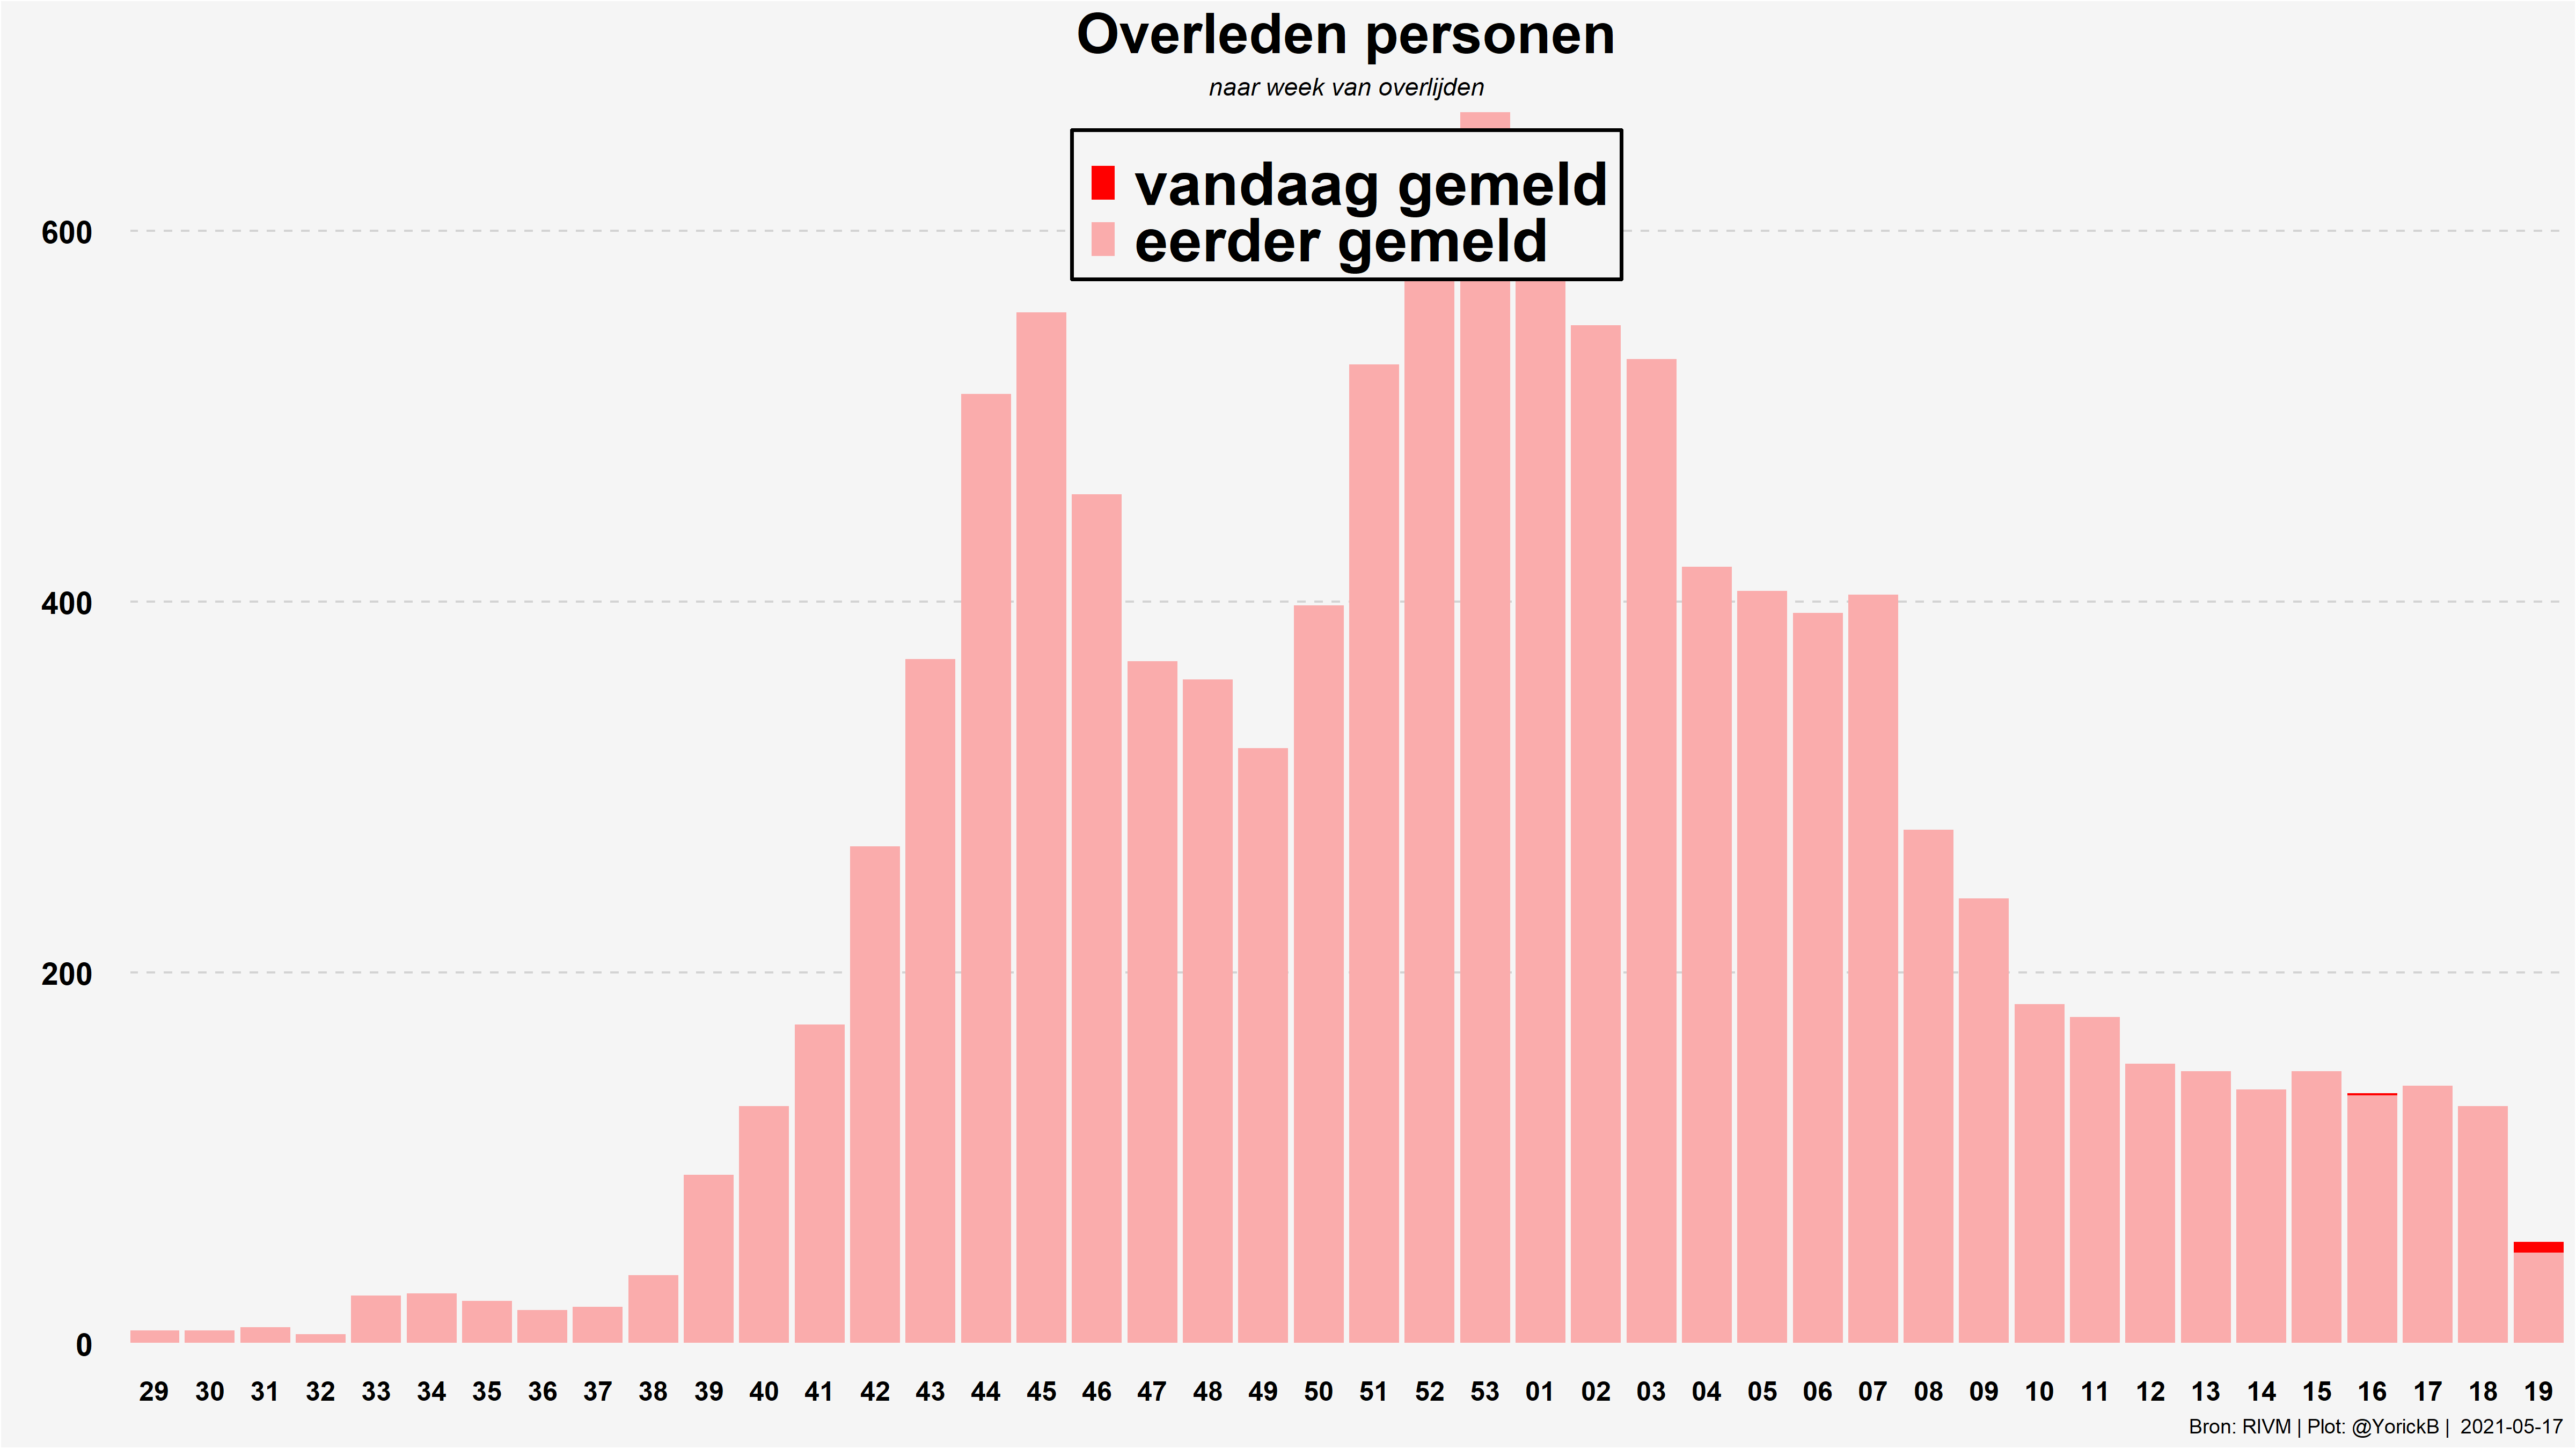 Overleden personen
naar week van overlijden
vandaag gemeld
eerder gemeld
600
400
200
0
29 30 31 32 33 34 35 36 37 38 39 40 41 42 43 44 45 46 47 48 49 50 51 52 53 01 02 03 04 05 06 07 08 09 10 11 12 13 14 15 16 17 18 19
Bron: RIVM | Plot: @YorickB | 2021-05-17